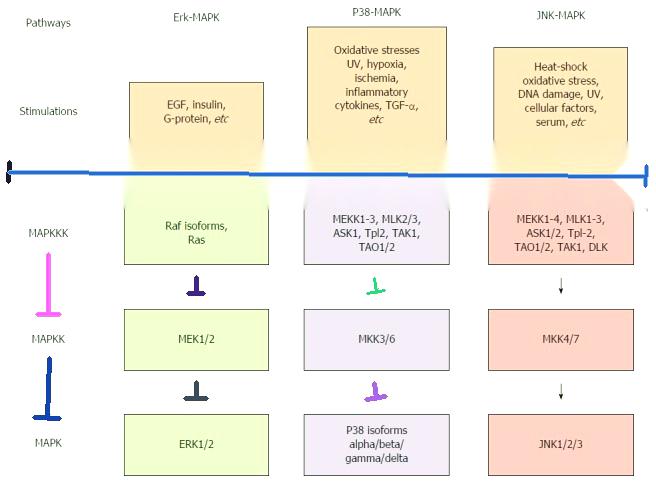 Pathways
Erk-MAPK
P38-MAPK
JNK-MAPK
Stimulations
EGF, insulin,
G-protein, etc
Oxidative stresses
UV, hypoxia,
ischemia,
inflammatory
cytokines, TGF-α,
etc
Heat-shock
oxidative stress,
DNA damage, UV,
cellular factors,
serum, etc
MAPKKK
Raf isoforms,
Ras
MEKK1-3, MLK2/3,
ASK1, Tpl2, TAK1,
TAO1/2
MEKK1-4, MLK1-3,
ASK1/2, Tpl-2,
TAO1/2, TAK1, DLK
MAPKK
MEK1/2
MKK3/6
MKK4/7
MAPK
ERK1/2
P38 isoforms
alpha/beta/
gamma/delta
JNK1/2/3